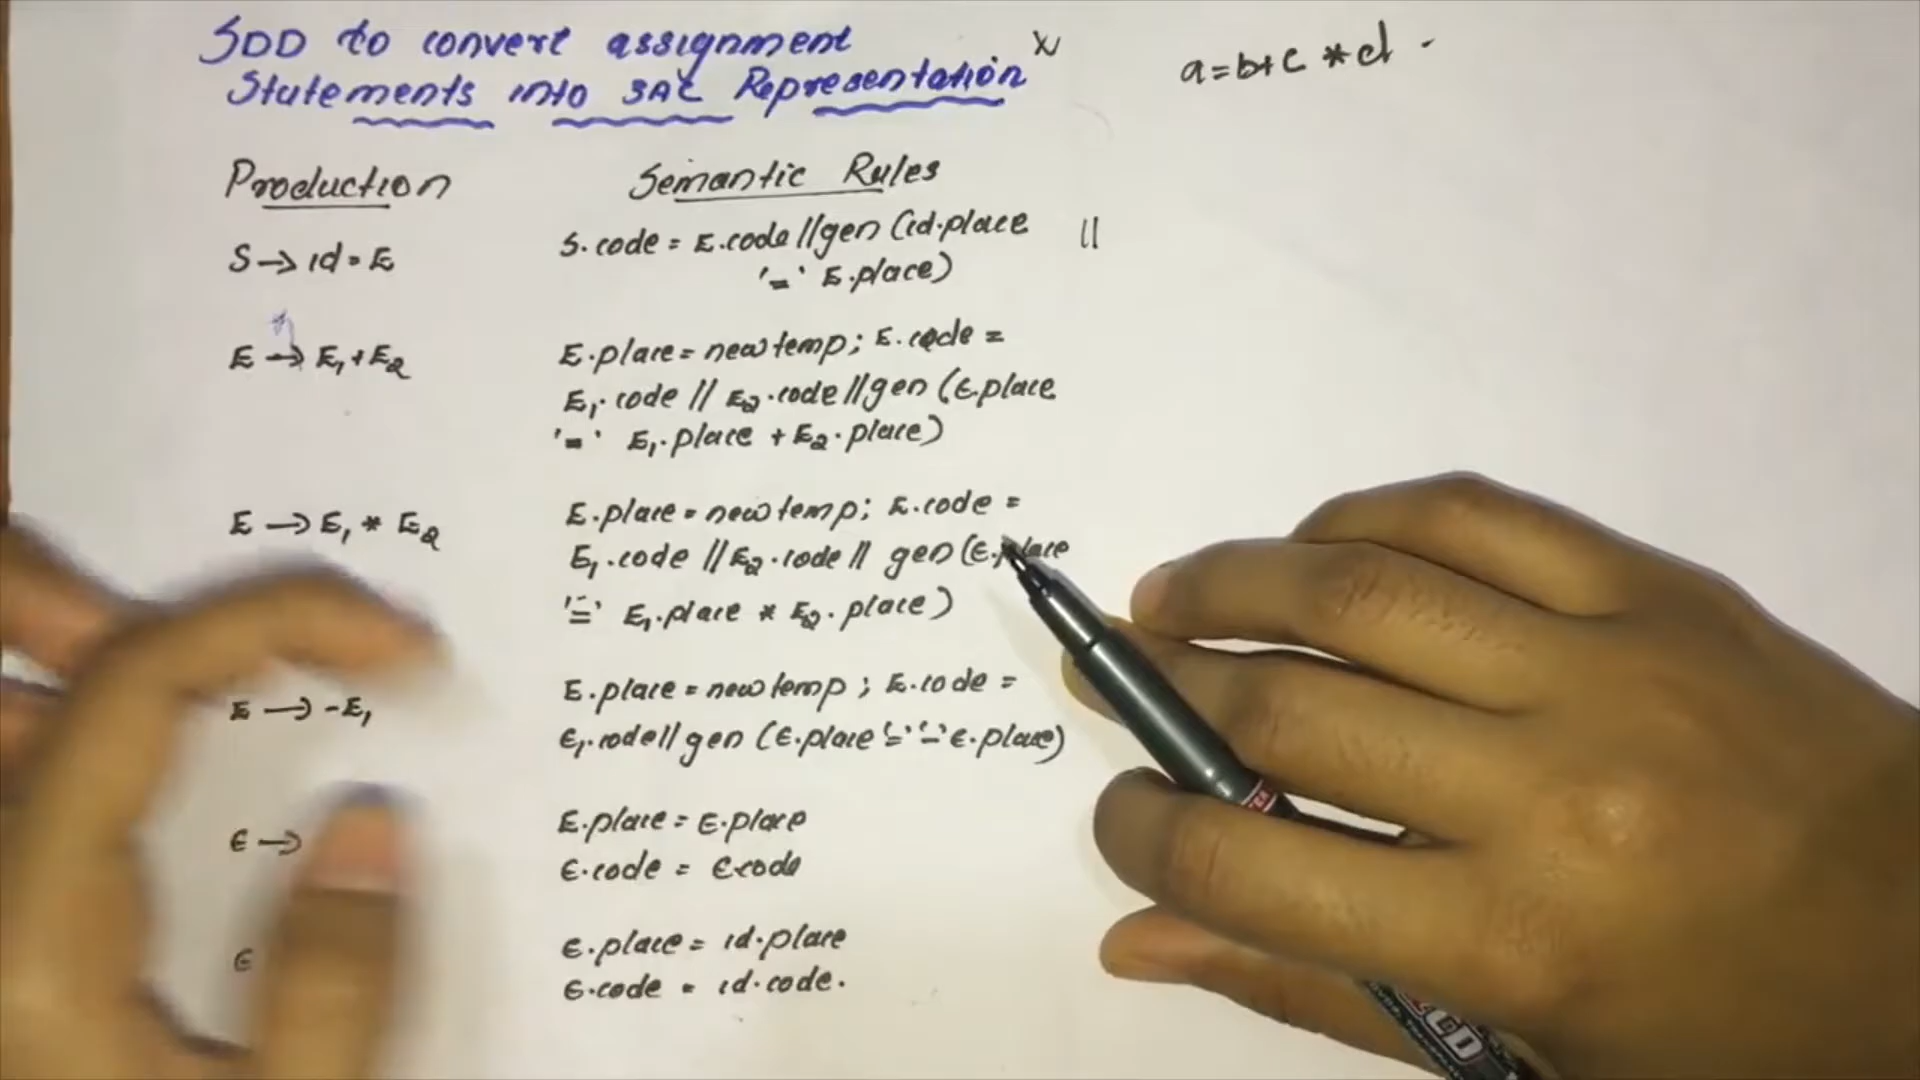 SDD to convert assignment
Statements into 3AC Representation
a=b+c *d
Production Semantic Rules
S → id = E S.code = E.code // gen (id.place ||
'=' E.place)
E → E₁ + E₂ E.place = newtemp; E.code =
E₁.code // E₂.code // gen (E.place
'=' E₁.place + E₂.place)
E → E₁ * E₂ E.place = newtemp; E.code =
E₁.code // E₂.code // gen (E.place
'=' E₁.place * E₂.place)
E → -E₁ E.place = newtemp; E.code =
E₁.code // gen (E.place '=' '-' E.place)
E → E.place = E.place
E.code = E.code
E E.place = id.place
E.code = id.code.